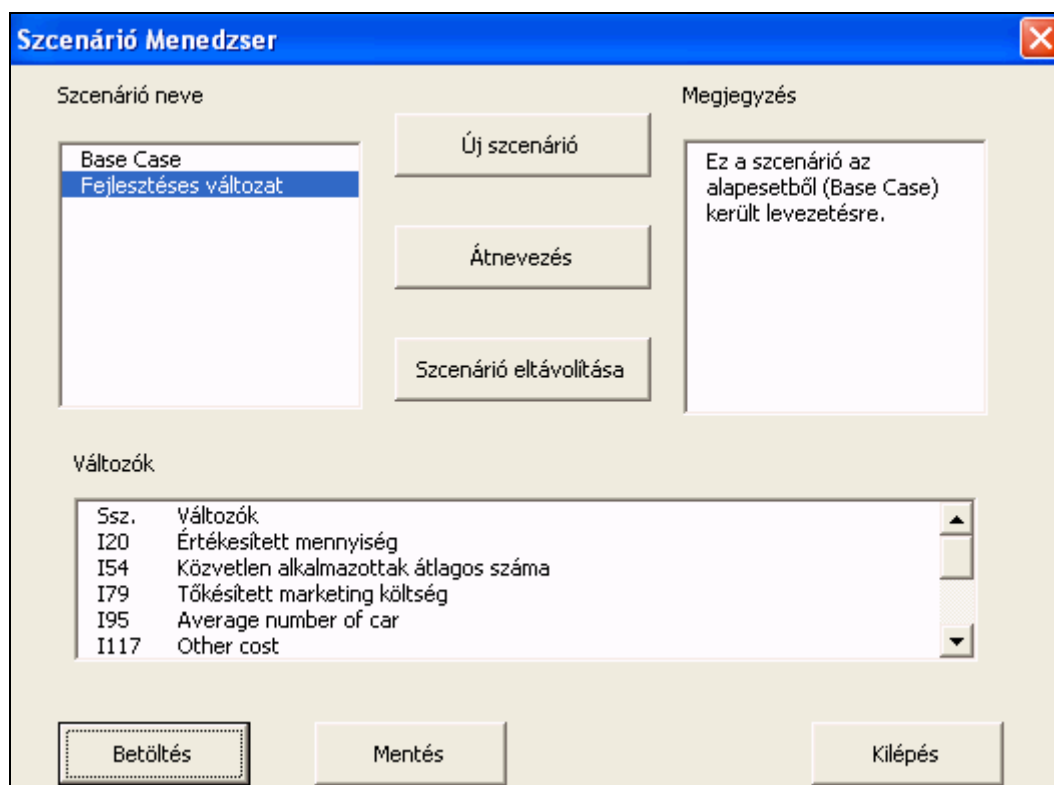 Szcenárió Menedzser
Szcenárió neve
Base Case
Fejlesztéses változat
Új szcenárió
Átnevezés
Szcenárió eltávolítása
Megjegyzés
Ez a szcenárió az
alapesetből (Base Case)
került levezetésre.
Változók
Ssz. Változók
I20 Értékesített mennyiség
I54 Közvetlen alkalmazottak átlagos száma
I79 Tőkésített marketing költség
I95 Average number of car
I117 Other cost
Betöltés
Mentés
Kilépés